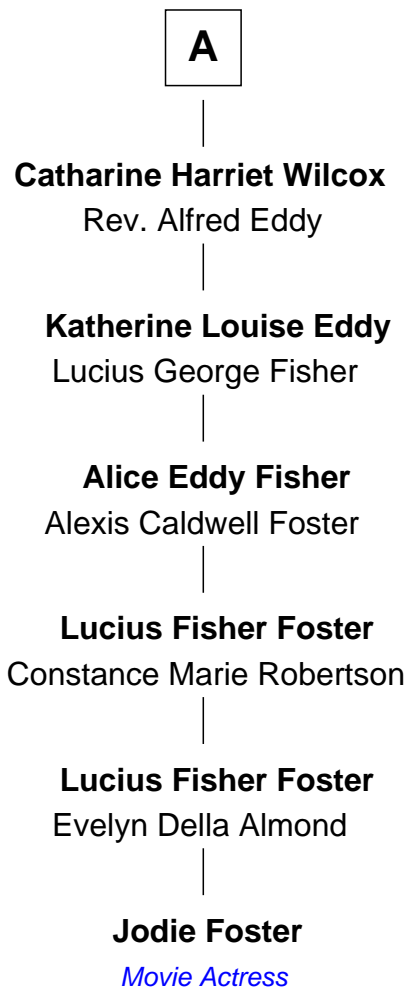 A
Catharine Harriet Wilcox
Rev. Alfred Eddy
Katherine Louise Eddy
Lucius George Fisher
Alice Eddy Fisher
Alexis Caldwell Foster
Lucius Fisher Foster
Constance Marie Robertson
Lucius Fisher Foster
Evelyn Della Almond
Jodie Foster
Movie Actress